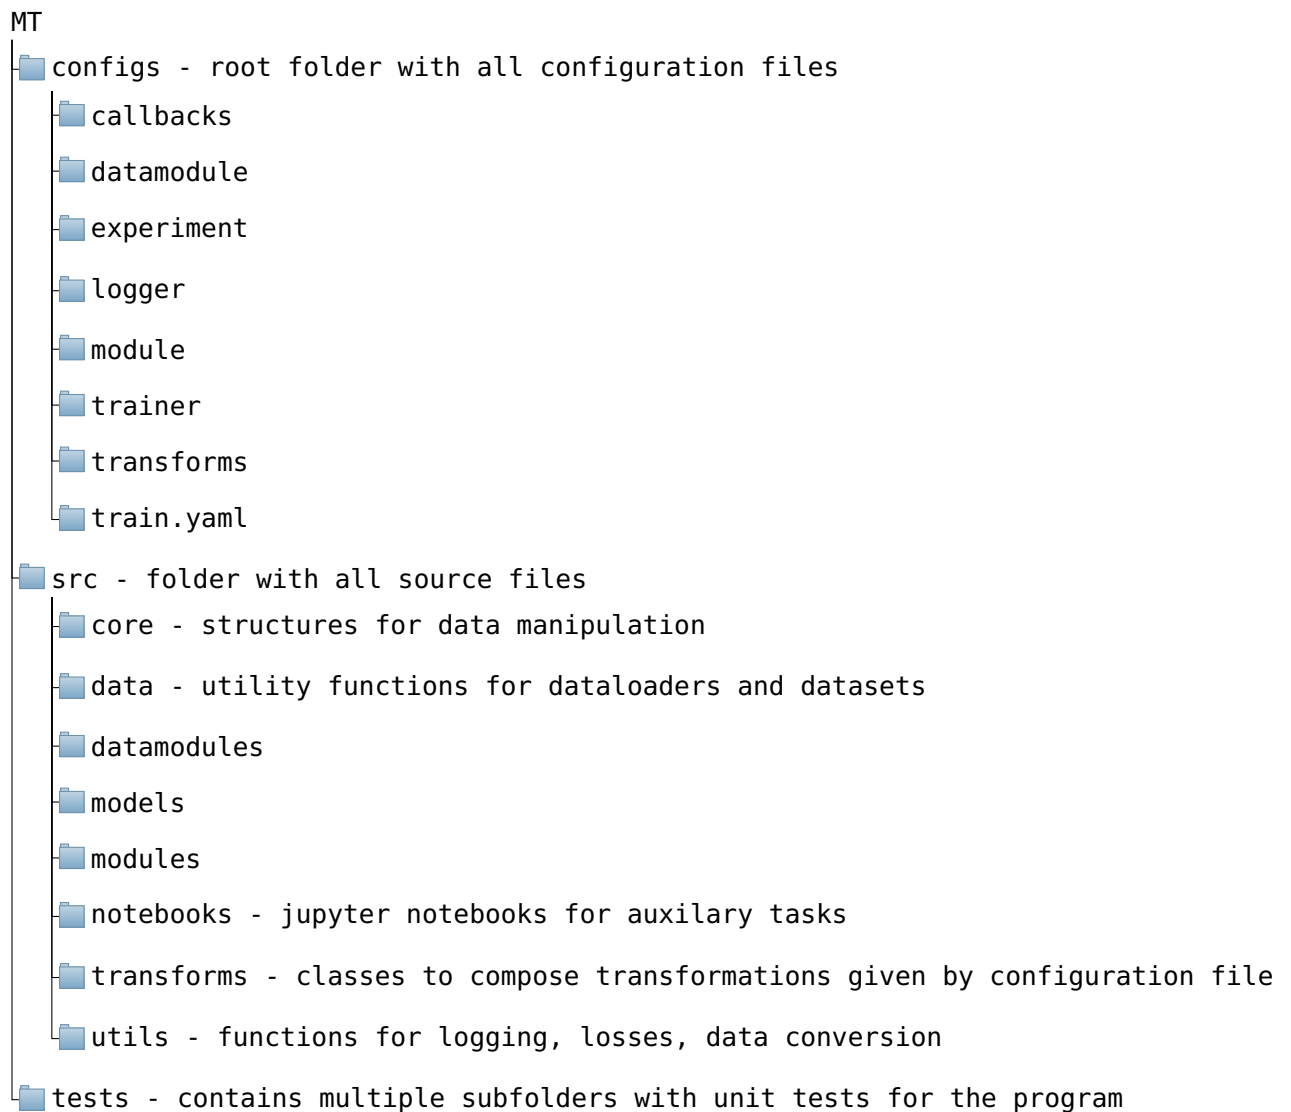 MT
configs - root folder with all configuration files
callbacks
datamodule
experiment
logger
module
trainer
transforms
train.yaml
src - folder with all source files
core - structures for data manipulation
data - utility functions for dataloaders and datasets
datamodules
models
modules
notebooks - jupyter notebooks for auxilary tasks
transforms - classes to compose transformations given by configuration file
utils - functions for logging, losses, data conversion
tests - contains multiple subfolders with unit tests for the program